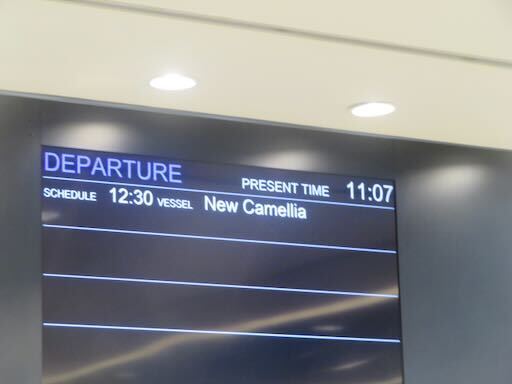 DEPARTURE PRESENT TIME 11:07
SCHEDULE 12:30 VESSEL New Camellia